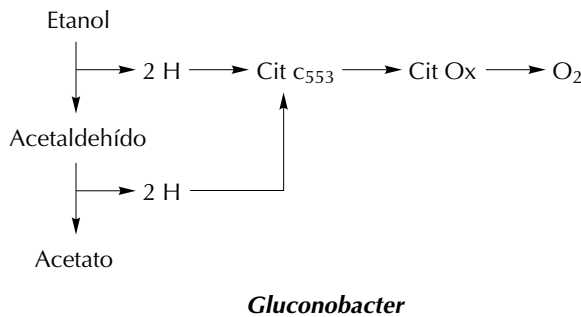 Etanol
2 H
Cit c₅₅₃
Cit Ox
O₂
Acetaldehído
2 H
Acetato
Gluconobacter